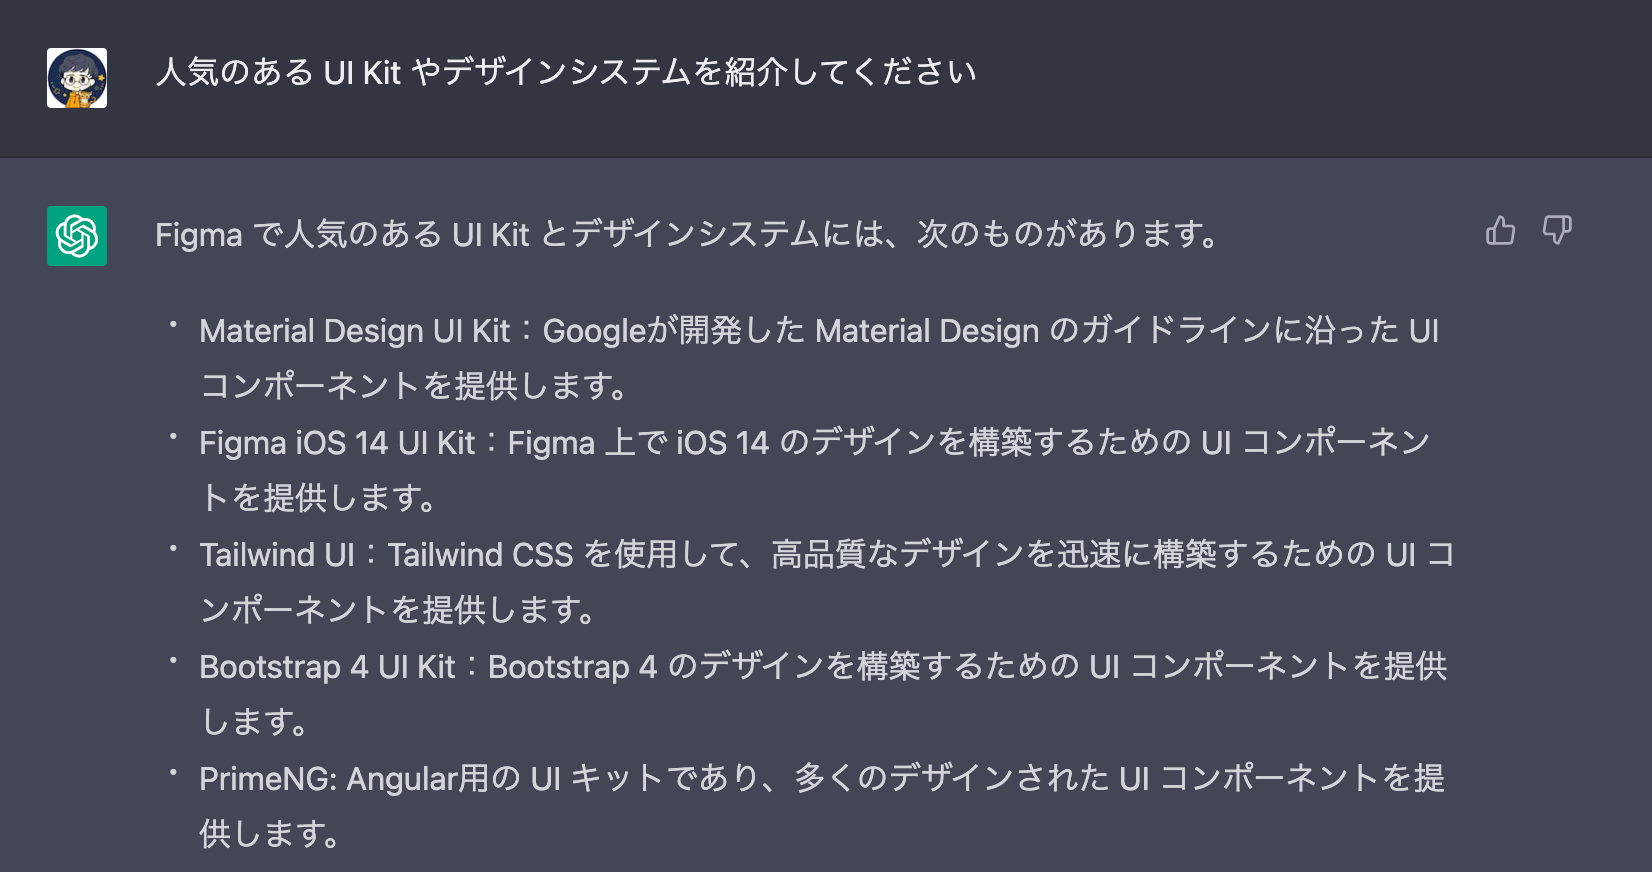 人気のある UI Kit やデザインシステムを紹介してください
Figma で人気のある UI Kit とデザインシステムには、次のものがあります。
・ Material Design UI Kit：Googleが開発した Material Design のガイドラインに沿った UI
コンポーネントを提供します。
・ Figma iOS 14 UI Kit：Figma 上で iOS 14 のデザインを構築するための UI コンポーネン
トを提供します。
・ Tailwind UI：Tailwind CSS を使用して、高品質なデザインを迅速に構築するための UI コ
ンポーネントを提供します。
・ Bootstrap 4 UI Kit：Bootstrap 4 のデザインを構築するための UI コンポーネントを提供
します。
・ PrimeNG: Angular用の UI キットであり、多くのデザインされた UI コンポーネントを提
供します。